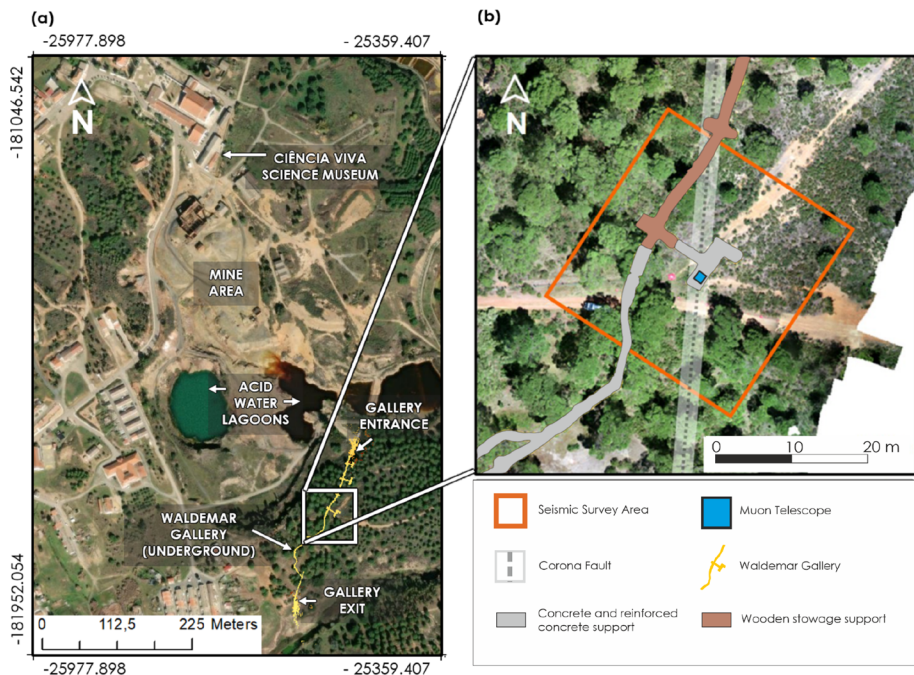 (a)
-25977.898
- 25359.407
-181046.542
N
CIÊNCIA VIVA
SCIENCE MUSEUM
MINE
AREA
ACID
WATER
LAGOONS
GALLERY
ENTRANCE
WALDEMAR
GALLERY
(UNDERGROUND)
GALLERY
EXIT
-181952.054
0 112,5 225 Meters
-25977.898
-25359.407
(b)
N
0 10 20 m
Seismic Survey Area
Muon Telescope
Corona Fault
Waldemar Gallery
Concrete and reinforced
concrete support
Wooden stowage support